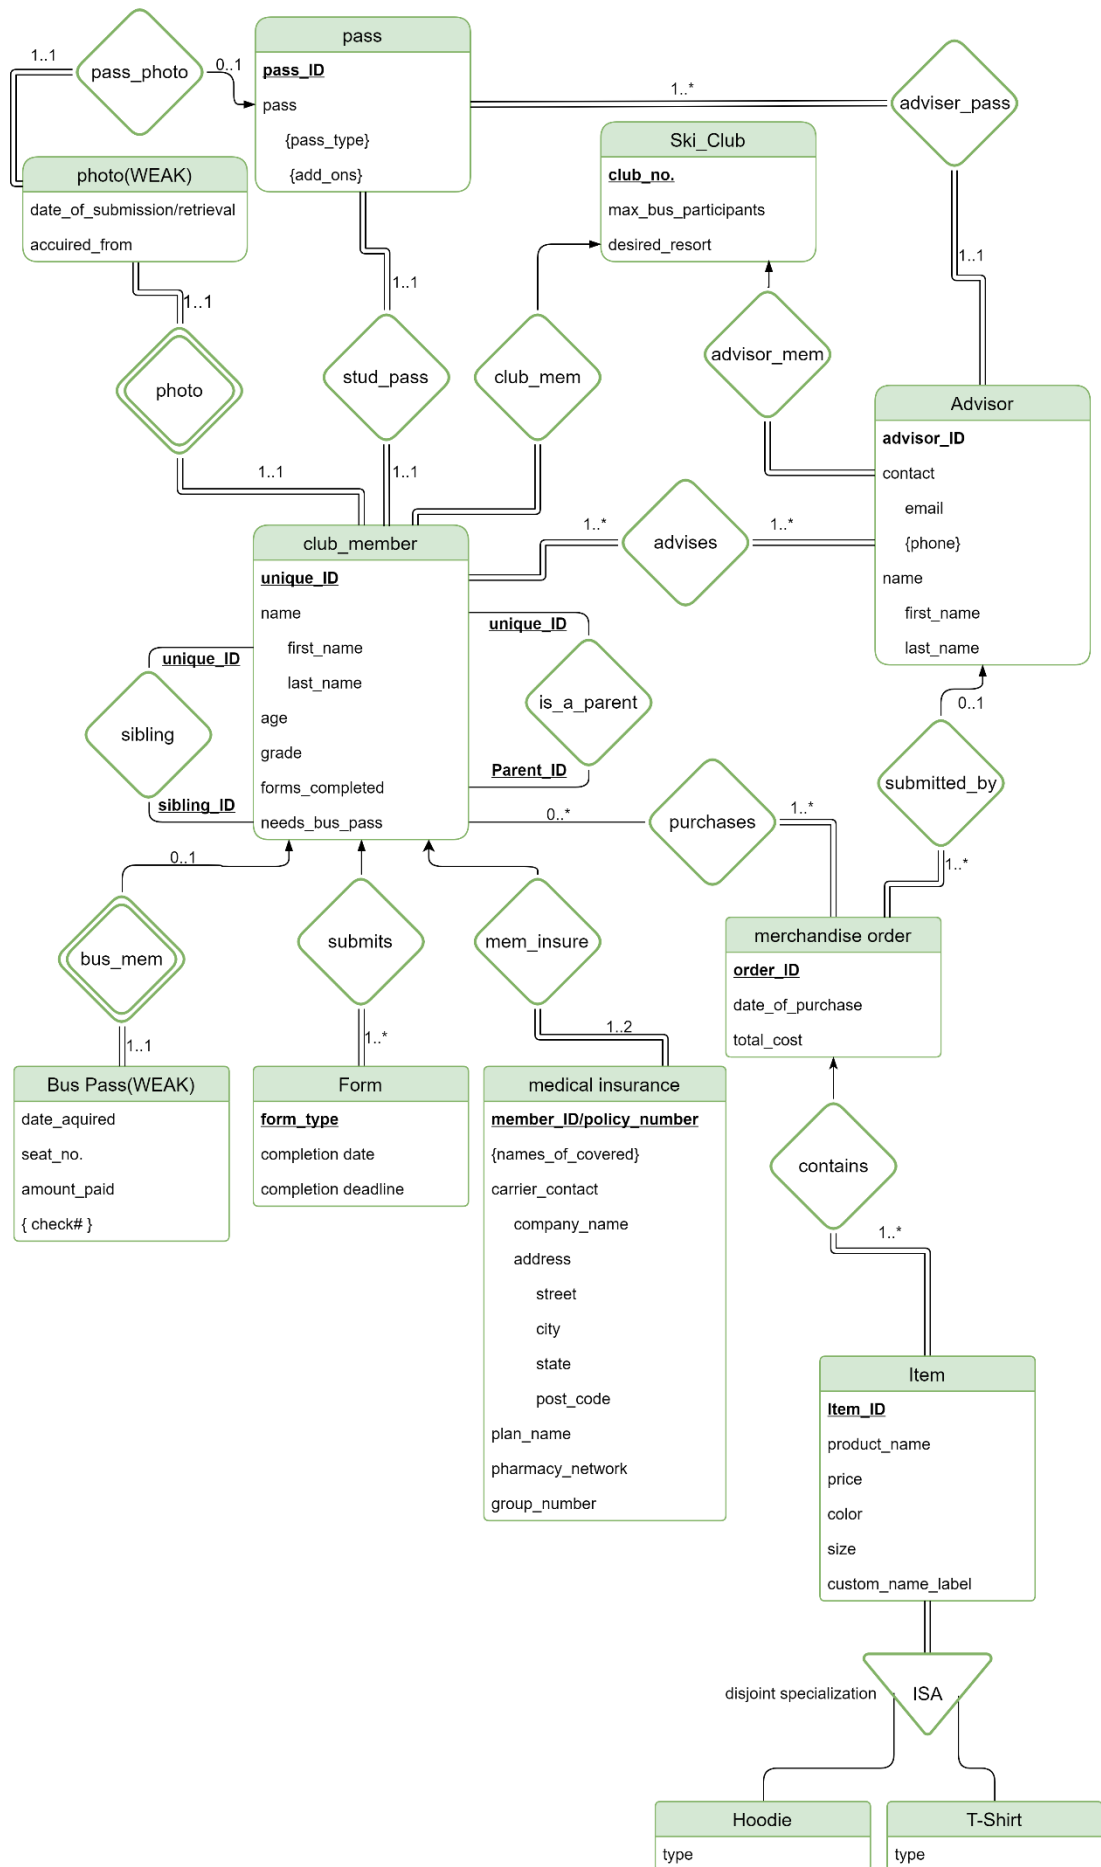 pass
pass_ID
pass
{pass_type}
{add_ons}
1..1
pass_photo
0..1
1..*
adviser_pass
photo(WEAK)
date_of_submission/retrieval
accuired_from
Ski_Club
club_no.
max_bus_participants
desired_resort
1..1
1..1
1..1
photo
stud_pass
club_mem
advisor_mem
1..1
1..1
Advisor
advisor_ID
contact
email
{phone}
name
first_name
last_name
1..*
advises
1..*
club_member
unique_ID
name
first_name
last_name
age
grade
forms_completed
needs_bus_pass
unique_ID
sibling
sibling_ID
unique_ID
is_a_parent
Parent_ID
0..1
submitted_by
1..*
0..*
purchases
1..*
0..1
bus_mem
1..1
submits
1..*
mem_insure
1..2
merchandise order
order_ID
date_of_purchase
total_cost
Bus Pass(WEAK)
date_aquired
seat_no.
amount_paid
{ check# }
Form
form_type
completion date
completion deadline
medical insurance
member_ID/policy_number
{names_of_covered}
carrier_contact
company_name
address
street
city
state
post_code
plan_name
pharmacy_network
group_number
contains
1..*
Item
Item_ID
product_name
price
color
size
custom_name_label
disjoint specialization
ISA
Hoodie
type
T-Shirt
type